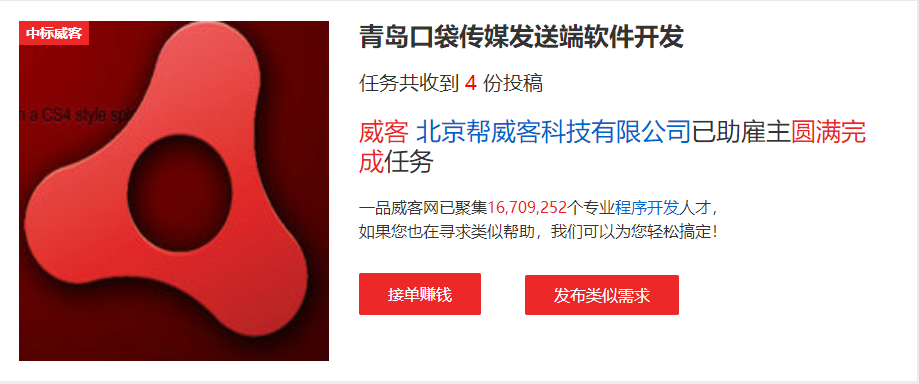 中标威客
n a CS4 style spi
青岛口袋传媒发送端软件开发
任务共收到 4 份投稿
威客 北京帮威客科技有限公司已助雇主圆满完
成任务
一品威客网已聚集16,709,252个专业程序开发人才，
如果您也在寻求类似帮助，我们可以为您轻松搞定！
接单赚钱
发布类似需求